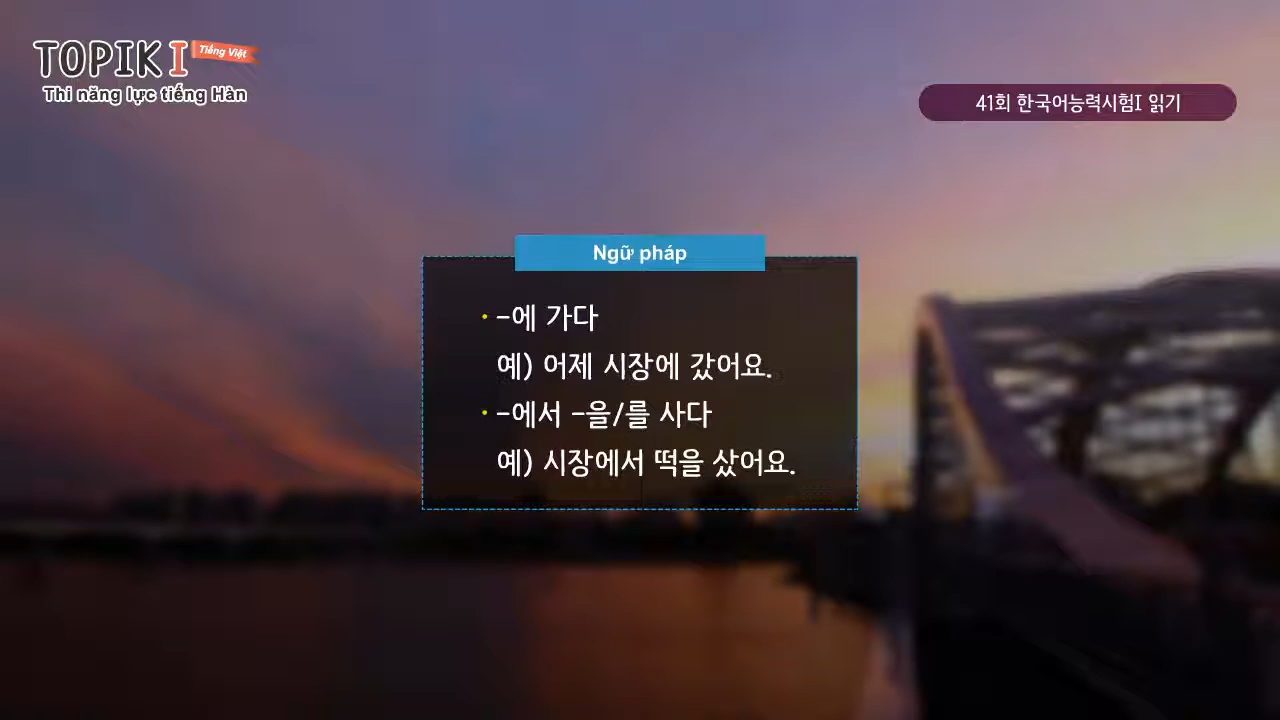 TOPIK I Tiếng Việt
Thi năng lực tiếng Hàn
41회 한국어능력시험I 읽기
Ngữ pháp
• –에 가다
예) 어제 시장에 갔어요.
• –에서 –을/를 사다
예) 시장에서 떡을 샀어요.